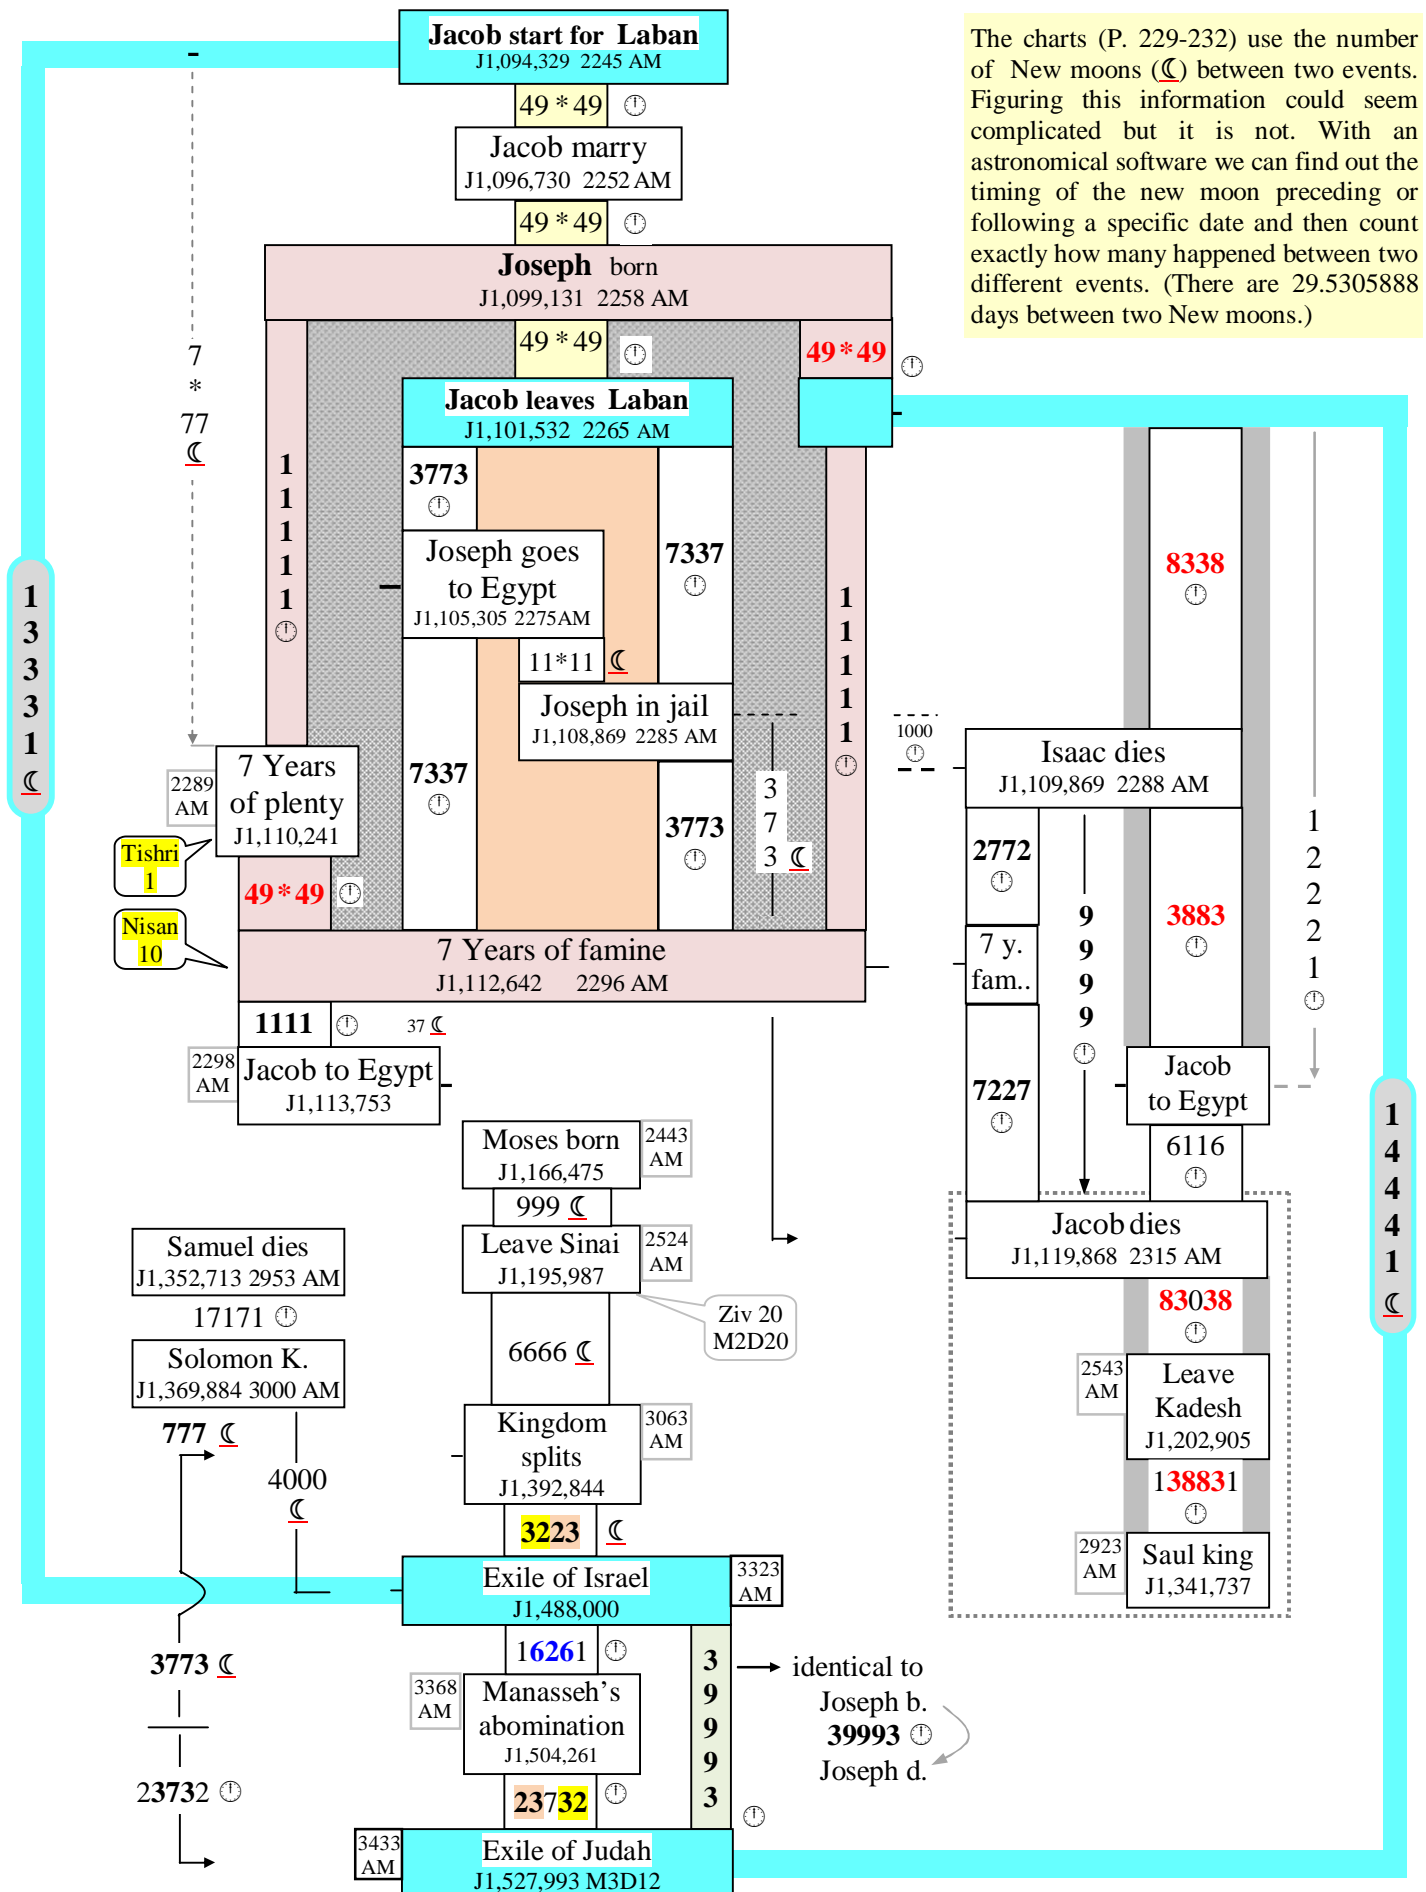 Jacob start for Laban
J1,094,329 2245 AM
The charts (P. 229-232) use the number
of New moons (☾) between two events.
Figuring this information could seem
complicated but it is not. With an
astronomical software we can find out the
timing of the new moon preceding or
following a specific date and then count
exactly how many happened between two
different events. (There are 29.5305888
days between two New moons.)
-
49 * 49
Jacob marry
J1,096,730 2252 AM
49 * 49
Joseph born
J1,099,131 2258 AM
49 * 49
49 * 49
7
*
77
☾
Jacob leaves Laban
J1,101,532 2265 AM
1
1
1
1
1
3773
7337
8338
Joseph goes
to Egypt
J1,105,305 2275AM
1
3
3
3
1
☾
1
1
1
1
1
11*11 ☾
Joseph in jail
J1,108,869 2285 AM
1000
Isaac dies
J1,109,869 2288 AM
7 Years
of plenty
J1,110,241
2289
AM
7337
3773
3
7
3 ☾
2772
3883
1
2
2
2
1
Tishri
1
49 * 49
9
9
9
9
Nisan
10
7 Years of famine
J1,112,642 2296 AM
7 y.
fam..
1111
37 ☾
2298
AM
Jacob to Egypt
J1,113,753
7227
Jacob
to Egypt
1
4
4
4
1
☾
Moses born
J1,166,475
2443
AM
6116
999 ☾
Samuel dies
J1,352,713 2953 AM
Leave Sinai
J1,195,987
2524
AM
Jacob dies
J1,119,868 2315 AM
17171
83038
Ziv 20
M2D20
6666 ☾
Solomon K.
J1,369,884 3000 AM
2543
AM
Leave
Kadesh
J1,202,905
777 ☾
Kingdom
splits
J1,392,844
3063
AM
4000
☾
138831
3223 ☾
2923
AM
Saul king
J1,341,737
Exile of Israel
J1,488,000
3323
AM
16261
3773 ☾
3
9
9
9
3
identical to
Joseph b.
39993
Joseph d.
3368
AM
Manasseh's
abomination
J1,504,261
23732
23732
3433
AM
Exile of Judah
J1,527,993 M3D12